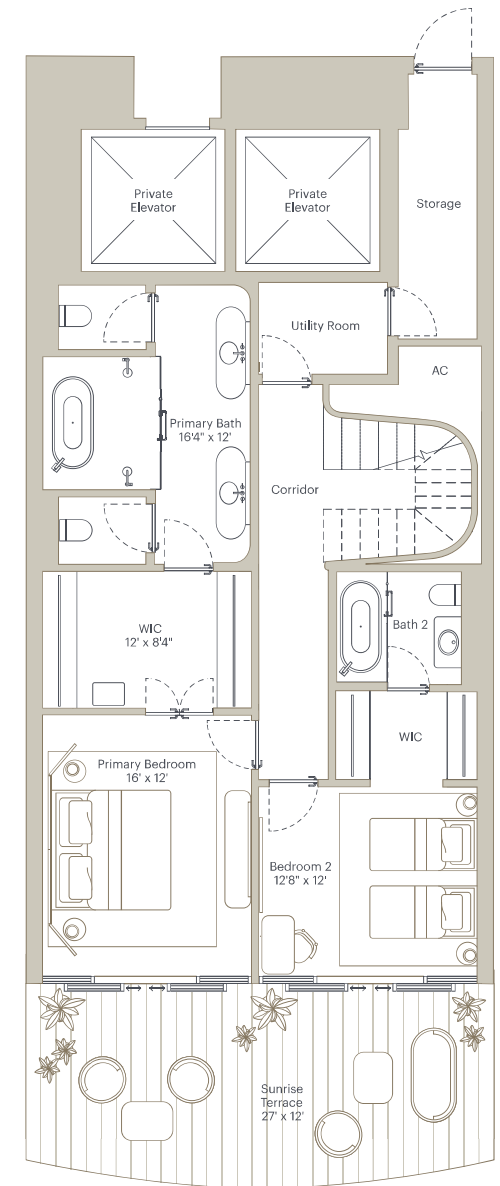 Private
Elevator
Private
Elevator
Storage
Utility Room
AC
Primary Bath
16'4" x 12'
Corridor
WIC
12' x 8'4"
Bath 2
WIC
Primary Bedroom
16' x 12'
Bedroom 2
12'8" x 12'
Sunrise
Terrace
27' x 12'